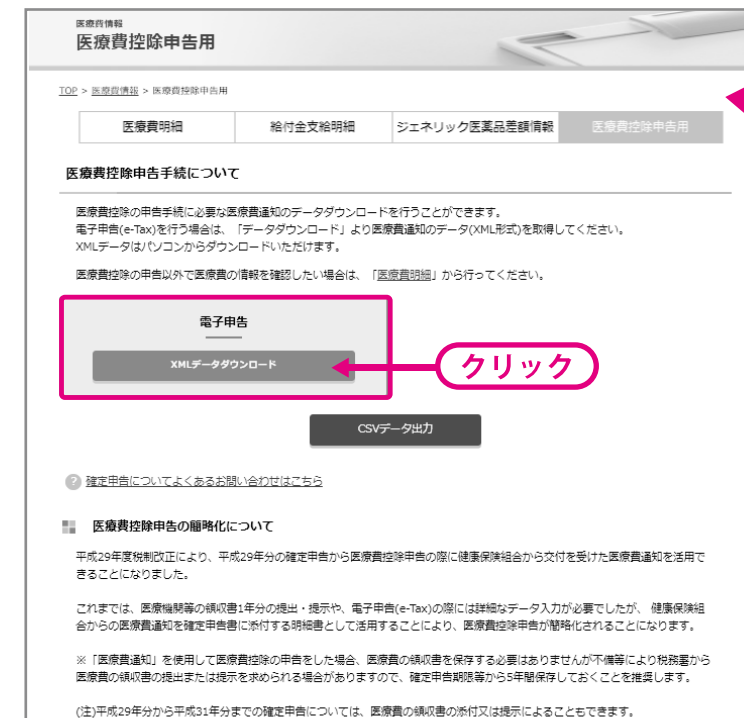 医療費情報
医療費控除申告用
TOP > 医療費情報 > 医療費控除申告用
医療費明細 給付金支給明細 ジェネリック医薬品差額情報 医療費控除申告用
医療費控除申告手続について
医療費控除の申告手続に必要な医療費通知のデータダウンロードを行うことができます。
電子申告(e-Tax)を行う場合は、「データダウンロード」より医療費通知のデータ(XML形式)を取得してください。
XMLデータはパソコンからダウンロードいただけます。
医療費控除の申告以外で医療費の情報を確認したい場合は、「医療費明細」から行ってください。
電子申告
XMLデータダウンロード
クリック
CSVデータ出力
? 確定申告についてよくあるお問い合わせはこちら
医療費控除申告の簡略化について
平成29年度税制改正により、平成29年分の確定申告から医療費控除申告の際に健康保険組合から交付を受けた医療費通知を活用で
きることになりました。
これまでは、医療機関等の領収書1年分の提出・提示や、電子申告(e-Tax)の際には詳細なデータ入力が必要でしたが、 健康保険組
合からの医療費通知を確定申告書に添付する明細書として活用することにより、医療費控除申告が簡略化されることになります。
※「医療費通知」を使用して医療費控除の申告をした場合、医療費の領収書を保存する必要はありませんが不備等により税務署から
医療費の領収書の提出または提示を求められる場合がありますので、確定申告期限等から5年間保存しておくことを推奨します。
(注)平成29年分から平成31年分までの確定申告については、医療費の領収書の添付又は提示によることもできます。